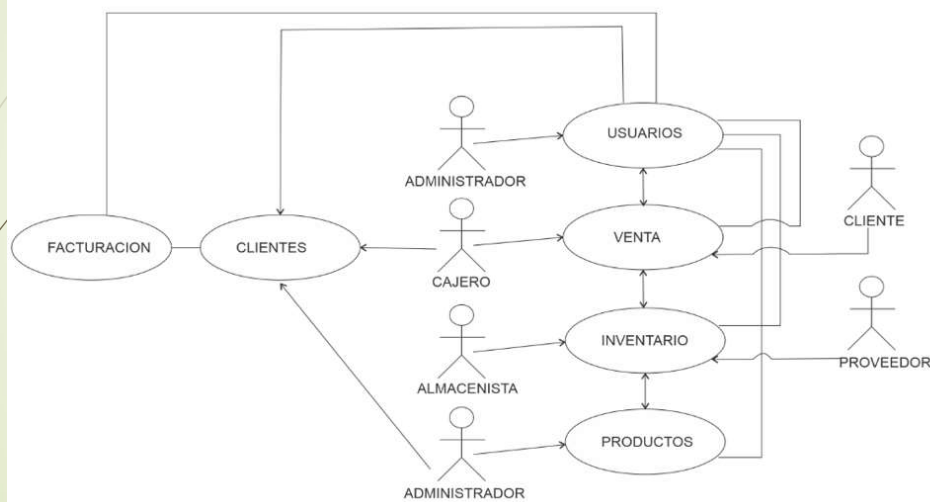 USUARIOS
ADMINISTRADOR
CLIENTE
FACTURACION
CLIENTES
VENTA
CAJERO
INVENTARIO
PROVEEDOR
ALMACENISTA
PRODUCTOS
ADMINISTRADOR